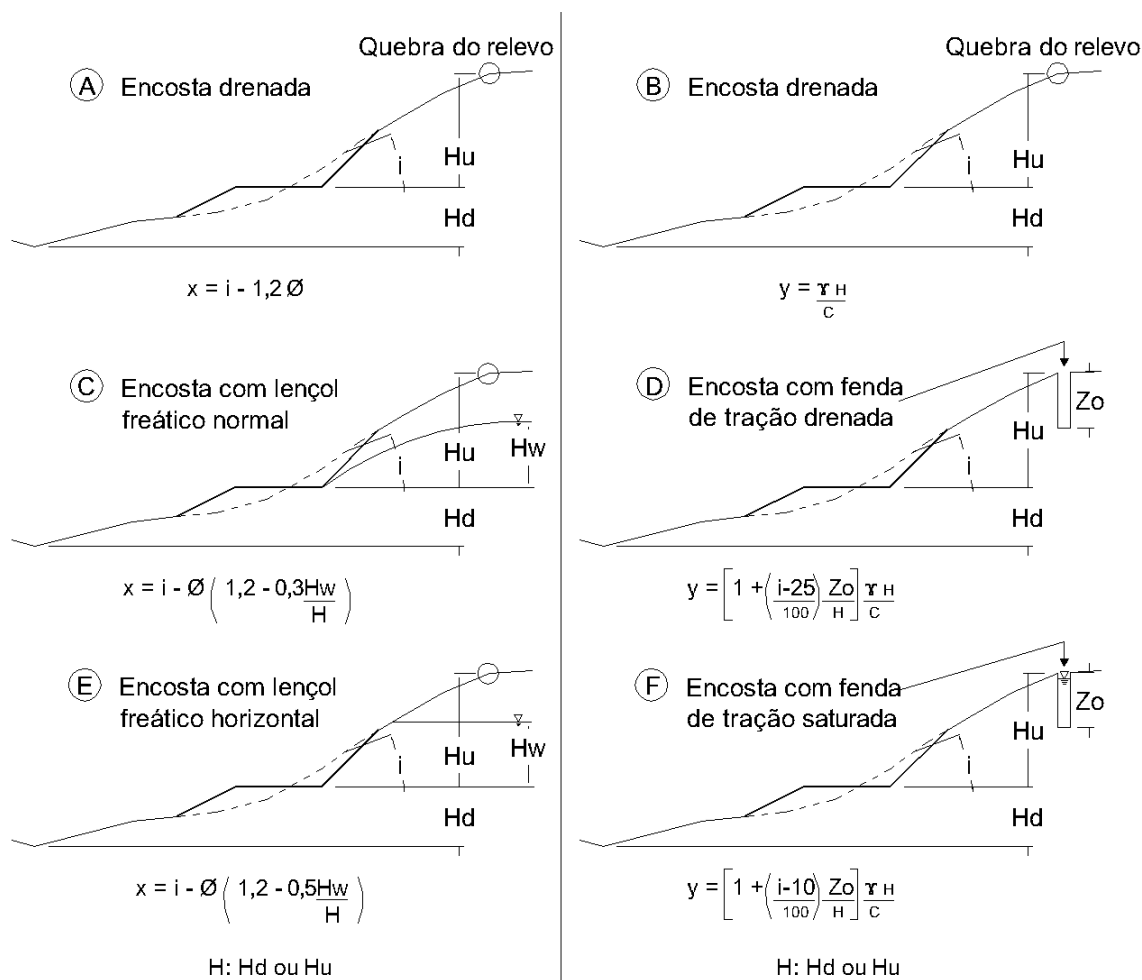 Quebra do relevo
A Encosta drenada
Hu
i
Hd
x = i - 1,2 Ø
Quebra do relevo
B Encosta drenada
Hu
i
Hd
y = γ H / C
C Encosta com lençol
freático normal
Hu
Hw
i
Hd
x = i - Ø ( 1,2 - 0,3 Hw / H )
D Encosta com fenda
de tração drenada
Zo
Hu
i
Hd
y = [ 1 + ( i-25 / 100 ) Zo / H ] γ H / C
E Encosta com lençol
freático horizontal
Hu
Hw
i
Hd
x = i - Ø ( 1,2 - 0,5 Hw / H )
H: Hd ou Hu
F Encosta com fenda
de tração saturada
Zo
Hu
i
Hd
y = [ 1 + ( i-10 / 100 ) Zo / H ] γ H / C
H: Hd ou Hu